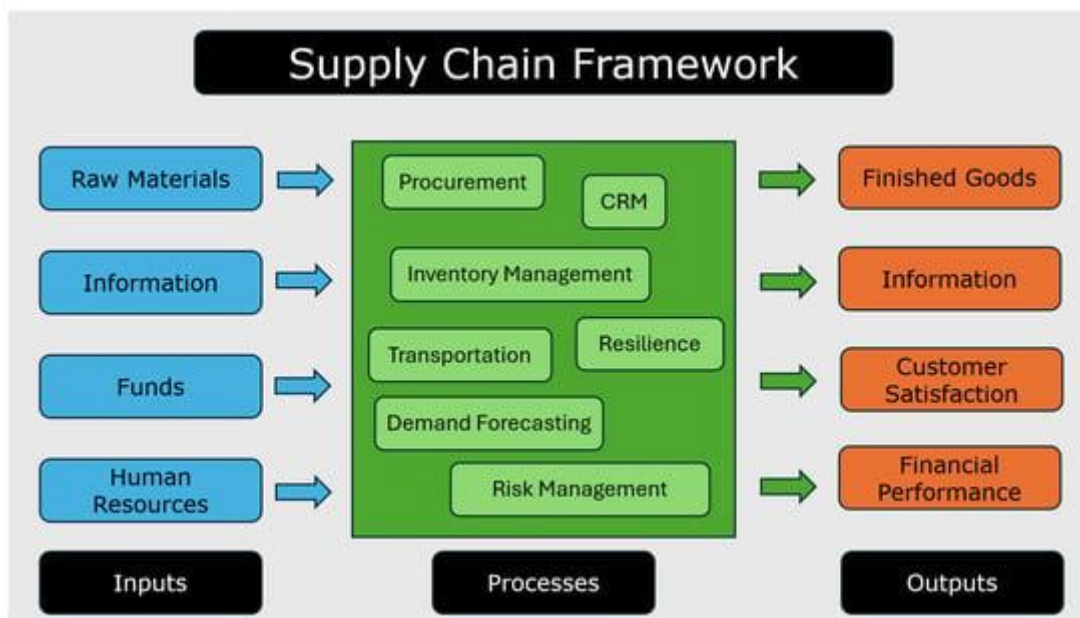 Supply Chain Framework
Raw Materials
Information
Funds
Human
Resources
Inputs
Procurement
CRM
Inventory Management
Resilience
Transportation
Demand Forecasting
Risk Management
Processes
Finished Goods
Information
Customer
Satisfaction
Financial
Performance
Outputs